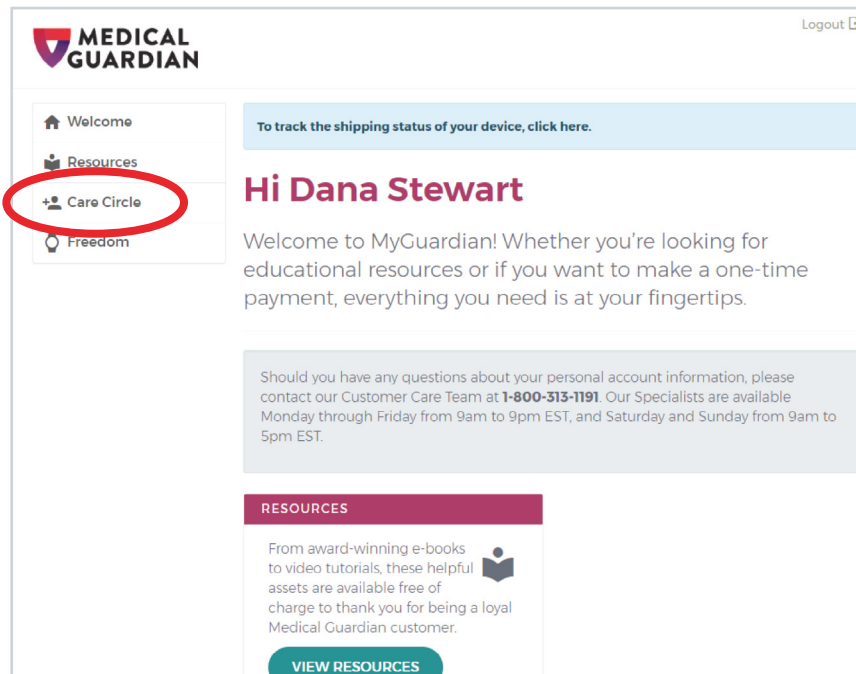 Logout
MEDICAL
GUARDIAN
Welcome
Resources
Care Circle
Freedom
To track the shipping status of your device, click here.
Hi Dana Stewart
Welcome to MyGuardian! Whether you're looking for
educational resources or if you want to make a one-time
payment, everything you need is at your fingertips.
Should you have any questions about your personal account information, please
contact our Customer Care Team at 1-800-313-1191. Our Specialists are available
Monday through Friday from 9am to 9pm EST, and Saturday and Sunday from 9am to
5pm EST.
RESOURCES
From award-winning e-books
to video tutorials, these helpful
assets are available free of
charge to thank you for being a loyal
Medical Guardian customer.
VIEW RESOURCES